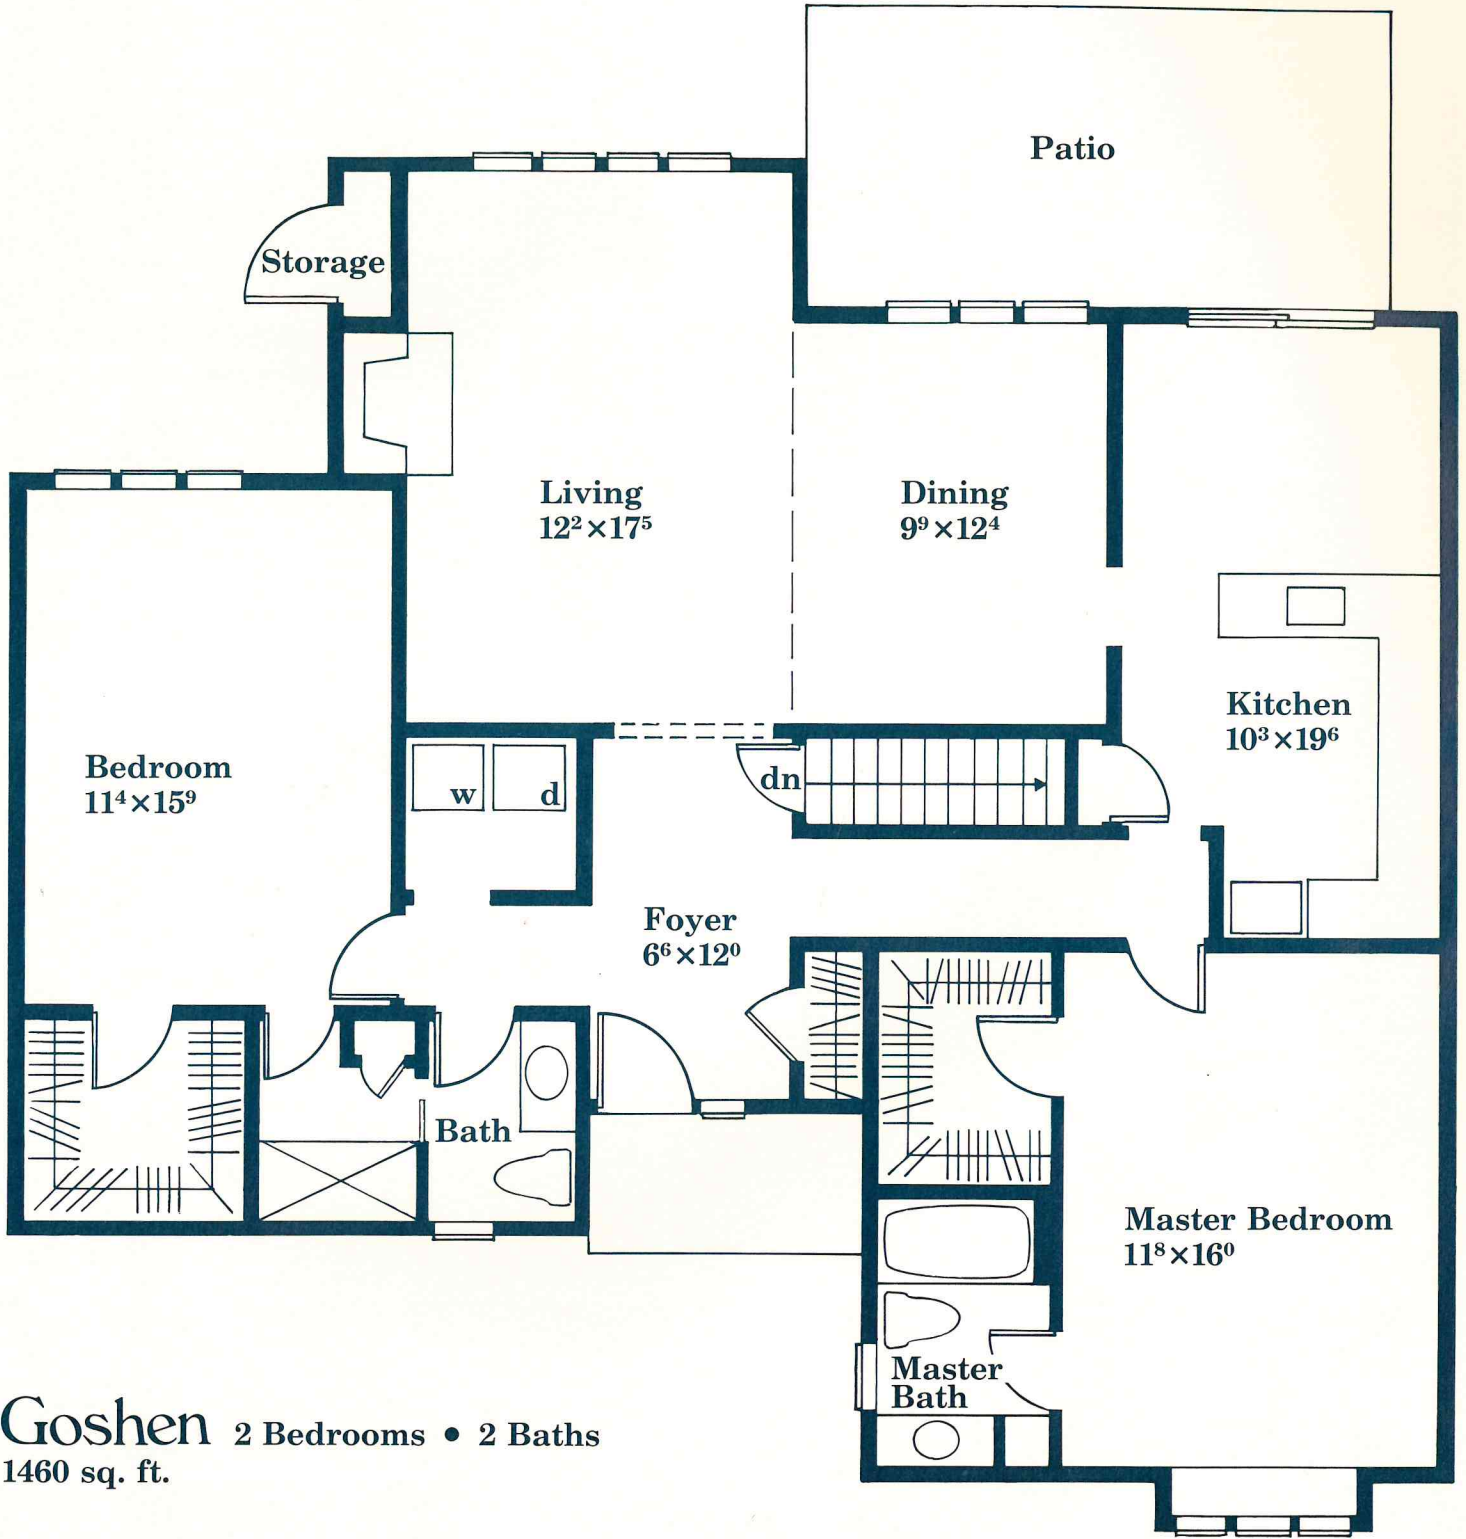 Patio
Storage
Living
12²×17⁵
Dining
9⁹×12⁴
Kitchen
10³×19⁶
Bedroom
11⁴×15⁹
w
d
dn
Foyer
6⁶×12⁰
Bath
Master Bedroom
11⁸×16⁰
Master
Bath
Goshen 2 Bedrooms • 2 Baths
1460 sq. ft.